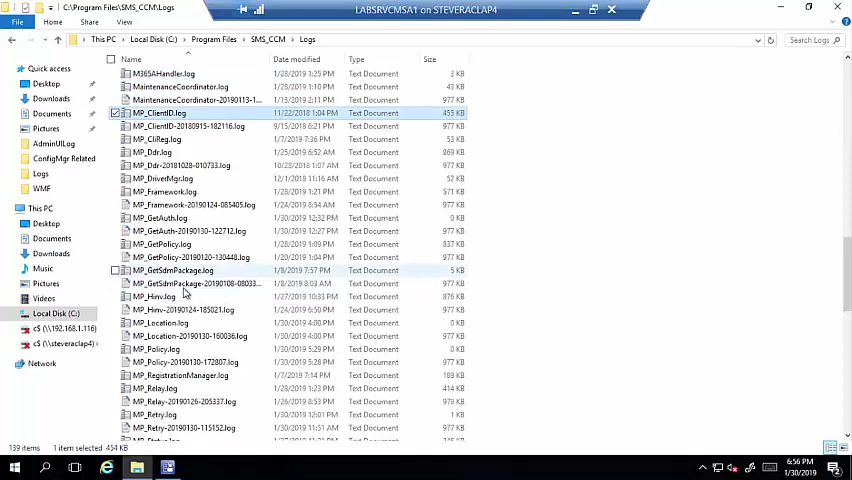 C:\Program Files\SMS_CCM\Logs
LABSRVCMSA1 on STEVERACLAP4
File Home Share View
This PC Local Disk (C:) Program Files SMS_CCM Logs
Search Logs
Name Date modified Type Size
Quick access
Desktop
Downloads
Documents
Pictures
AdminUILog
ConfigMgr Related
Logs
WMF
This PC
Desktop
Documents
Downloads
Music
Pictures
Videos
Local Disk (C:)
c$ (\\192.168.1.116)
c$ (\\steveraclap4)
Network
M365AHandler.log 1/28/2019 1:25 PM Text Document 3 KB
MaintenanceCoordinator.log 1/28/2019 1:10 PM Text Document 43 KB
MaintenanceCoordinator-20190113-1... 1/13/2019 2:11 PM Text Document 977 KB
MP_ClientID.log 11/22/2018 1:04 PM Text Document 455 KB
MP_ClientID-20180915-182116.log 9/15/2018 6:21 PM Text Document 977 KB
MP_CliReg.log 1/7/2019 7:36 PM Text Document 53 KB
MP_Ddr.log 1/25/2019 6:52 AM Text Document 869 KB
MP_Ddr-20181028-010733.log 10/28/2018 1:07 AM Text Document 977 KB
MP_DriverMgr.log 12/1/2018 11:16 AM Text Document 52 KB
MP_Framework.log 1/28/2019 1:21 PM Text Document 571 KB
MP_Framework-20190124-085405.log 1/24/2019 8:54 AM Text Document 977 KB
MP_GetAuth.log 1/30/2019 12:32 PM Text Document 0 KB
MP_GetAuth-20190130-122712.log 1/30/2019 12:27 PM Text Document 977 KB
MP_GetPolicy.log 1/28/2019 1:09 PM Text Document 837 KB
MP_GetPolicy-20190120-130448.log 1/20/2019 1:04 PM Text Document 977 KB
MP_GetSdmPackage.log 1/8/2019 7:57 PM Text Document 5 KB
MP_GetSdmPackage-20190108-08033... 1/8/2019 8:03 AM Text Document 977 KB
MP_Hinv.log 1/27/2019 10:33 PM Text Document 876 KB
MP_Hinv-20190124-185021.log 1/24/2019 6:50 PM Text Document 977 KB
MP_Location.log 1/30/2019 4:00 PM Text Document 0 KB
MP_Location-20190130-160036.log 1/30/2019 4:00 PM Text Document 977 KB
MP_Policy.log 1/30/2019 5:29 PM Text Document 0 KB
MP_Policy-20190130-172807.log 1/30/2019 5:28 PM Text Document 977 KB
MP_RegistrationManager.log 1/7/2019 7:14 PM Text Document 189 KB
MP_Relay.log 1/28/2019 1:23 PM Text Document 414 KB
MP_Relay-20190126-205337.log 1/26/2019 8:53 PM Text Document 978 KB
MP_Retry.log 1/30/2019 12:01 PM Text Document 1 KB
MP_Retry-20190130-115152.log 1/30/2019 11:51 AM Text Document 977 KB
139 items 1 item selected 454 KB
6:56 PM
1/30/2019
2